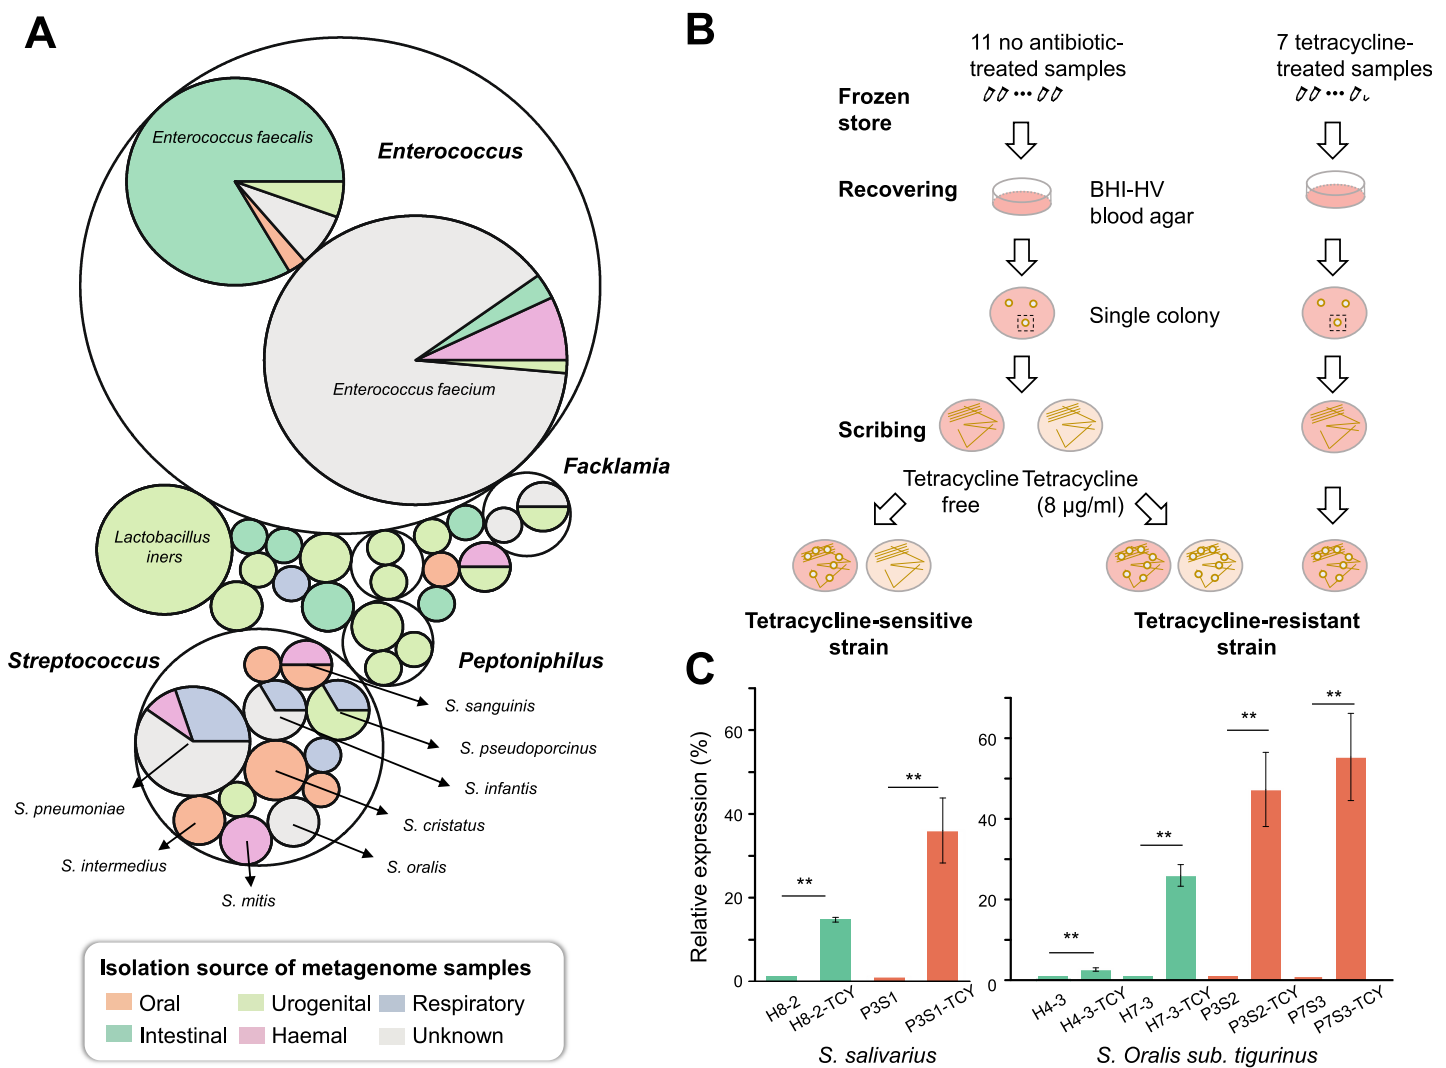 A
Enterococcus faecalis
Enterococcus
Enterococcus faecium
Facklamia
Lactobacillus
iners
Streptococcus
Peptoniphilus
S. sanguinis
S. pseudoporcinus
S. infantis
S. pneumoniae
S. cristatus
S. intermedius
S. oralis
S. mitis
Isolation source of metagenome samples
Oral
Urogenital
Respiratory
Intestinal
Haemal
Unknown
B
11 no antibiotic-
treated samples
7 tetracycline-
treated samples
Frozen
store
Recovering
BHI-HV
blood agar
Single colony
Scribing
Tetracycline
free
Tetracycline
(8 µg/ml)
Tetracycline-sensitive
strain
Tetracycline-resistant
strain
C
Relative expression (%)
60
40
20
0
**
**
H8-2
H8-2-TCY
P3S1
P3S1-TCY
S. salivarius
60
40
20
0
**
**
**
**
H4-3
H4-3-TCY
H7-3
H7-3-TCY
P3S2
P3S2-TCY
P7S3
P7S3-TCY
S. Oralis sub. tigurinus